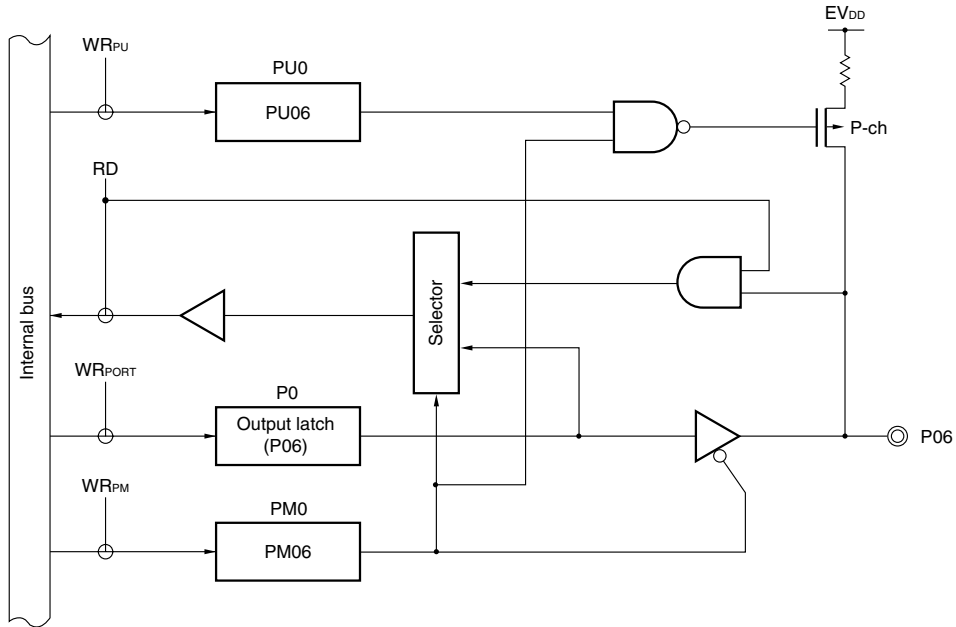 EVDD
WRPU
PU0
PU06
P-ch
RD
Selector
Internal bus
WRPORT
P0
Output latch
(P06)
P06
WRPM
PM0
PM06